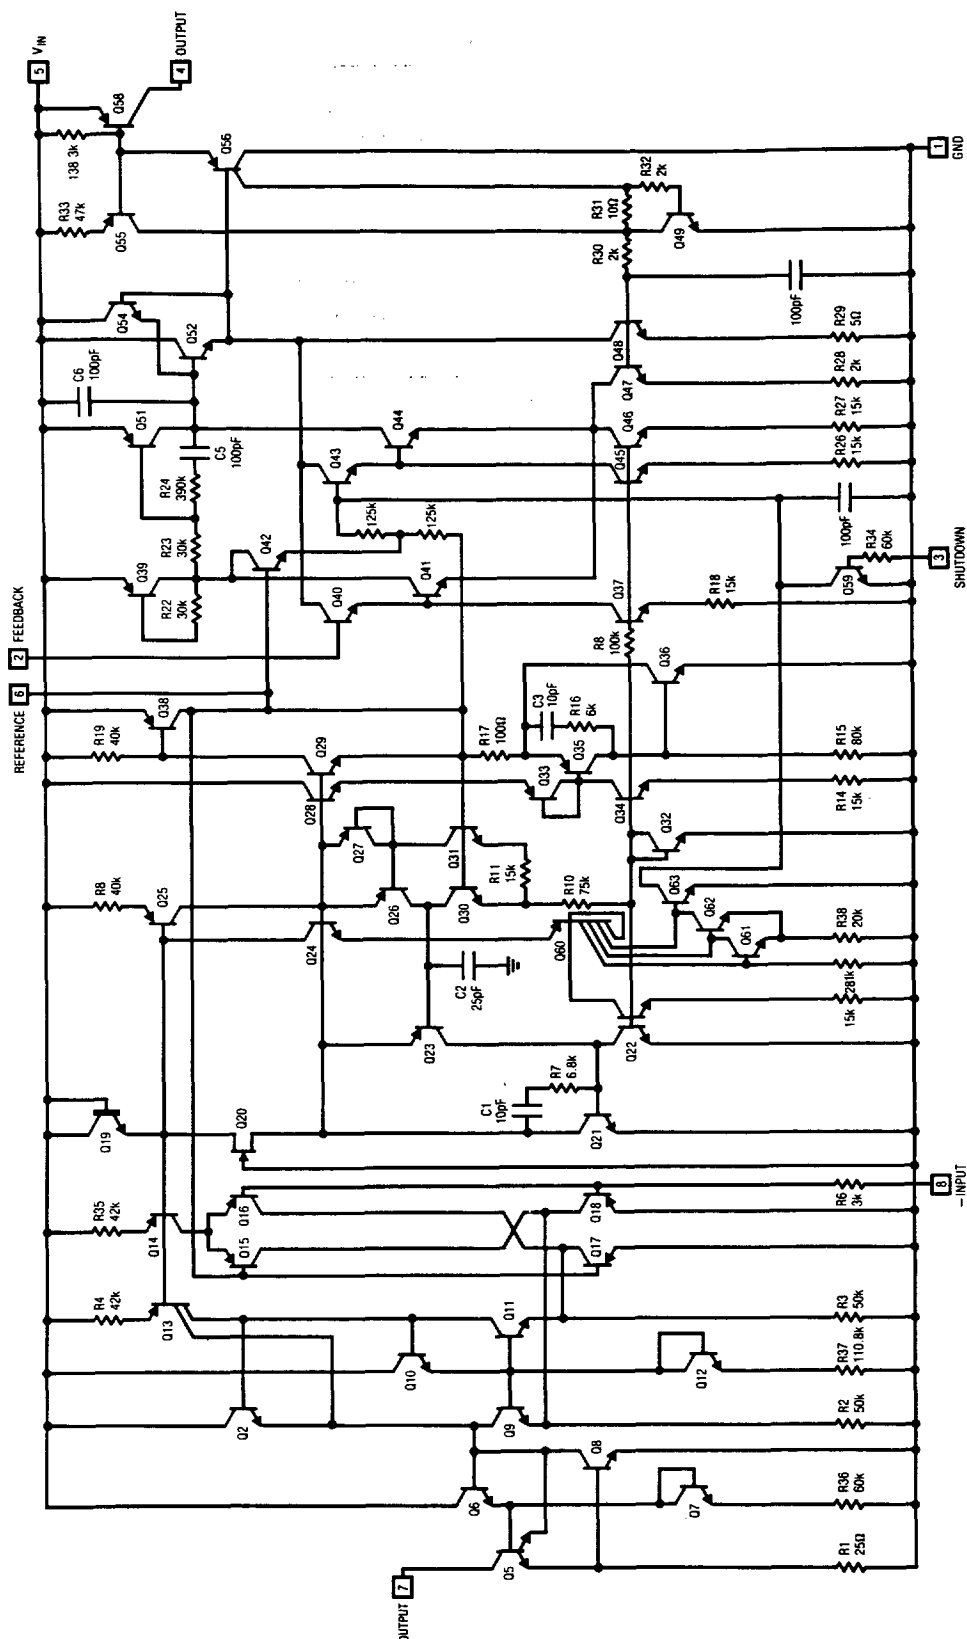 REFERENCE
6
2
FEEDBACK
5
VIN
R4
42k
R35
42k
Q19
R8
40k
R19
40k
R33
47k
138 3k
4
OUTPUT
Q13
Q14
Q25
Q38
Q39
Q51
C6
100pF
Q54
Q55
Q58
R22
30k
R23
30k
R24
390k
C5
100pF
Q52
Q2
Q15
Q16
Q20
Q24
Q28
Q29
Q42
Q56
Q27
Q40
125k
125k
Q43
Q44
7
OUTPUT
Q6
Q10
Q26
Q41
Q5
Q9
Q11
Q23
C2
25pF
Q30
Q31
R17
100Ω
C3
10pF
R16
6k
Q33
Q35
C1
10pF
R7
6.8k
R11
15k
Q8
Q17
Q18
Q21
Q22
Q60
R10
75k
Q34
R8
100k
Q37
Q45
Q46
Q47
Q48
R30
2k
R31
10Ω
R32
2k
Q7
Q12
Q32
Q36
Q49
Q61
Q62
Q63
R18
15k
Q59
100pF
100pF
R1
25Ω
R36
60k
R2
50k
R37
110.8k
R3
50k
R6
3k
15k
281k
R38
20k
R14
15k
R15
80k
R34
60k
R26
15k
R27
15k
R28
2k
R29
5Ω
8
–INPUT
3
SHUTDOWN
1
GND